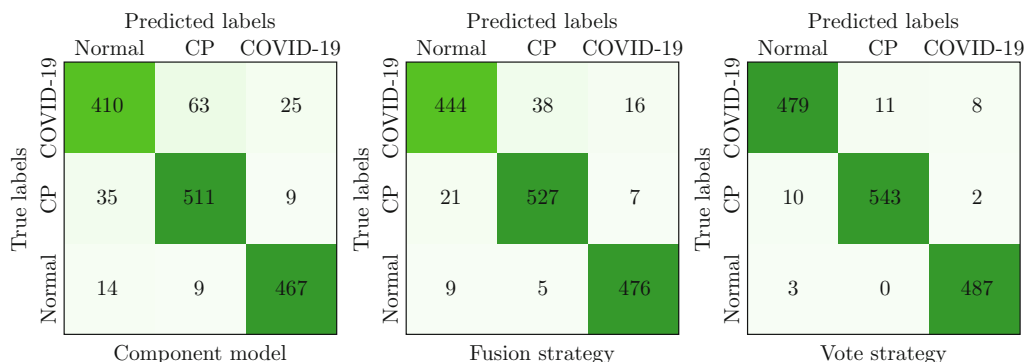 Predicted labels
Normal CP COVID-19
True labels
COVID-19 410 63 25
CP 35 511 9
Normal 14 9 467
Component model
Predicted labels
Normal CP COVID-19
True labels
COVID-19 444 38 16
CP 21 527 7
Normal 9 5 476
Fusion strategy
Predicted labels
Normal CP COVID-19
True labels
COVID-19 479 11 8
CP 10 543 2
Normal 3 0 487
Vote strategy